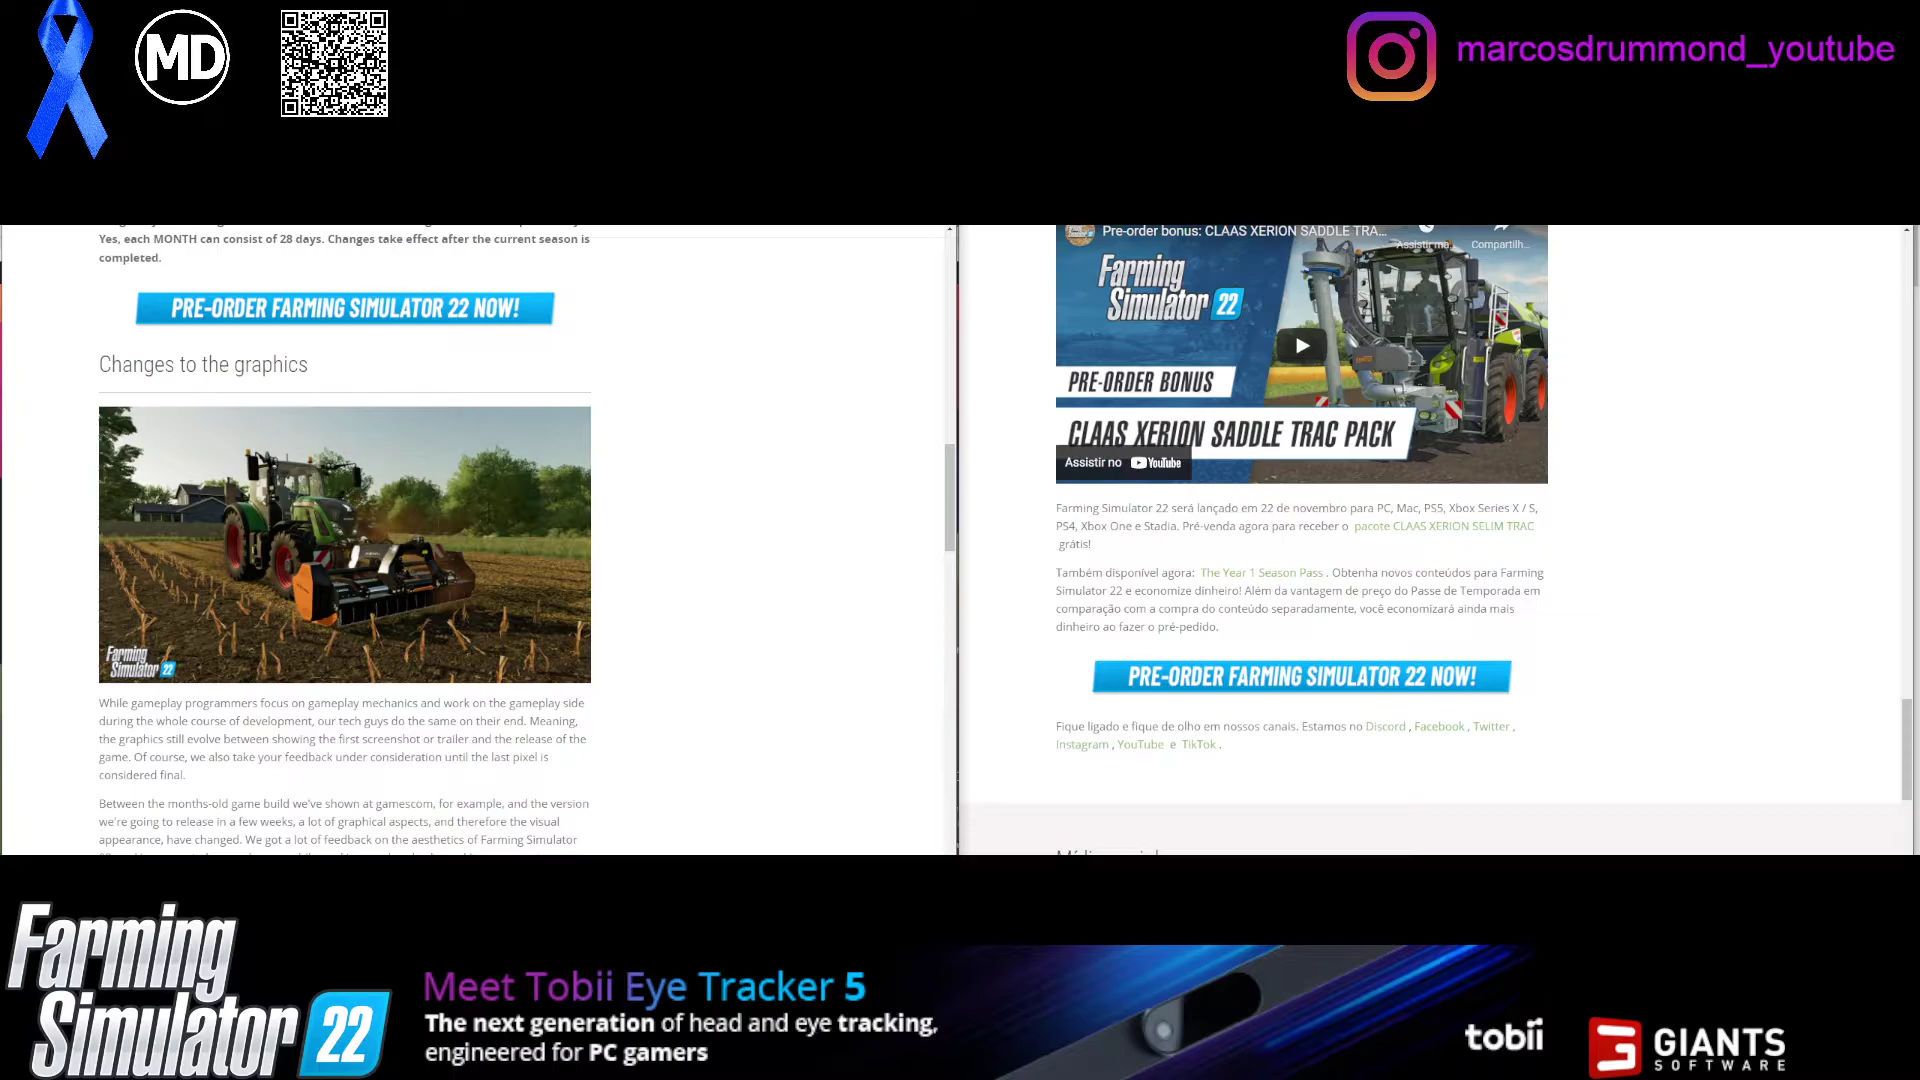 MD
marcosdrummond_youtube
Yes, each MONTH can consist of 28 days. Changes take effect after the current season is
completed.
PRE-ORDER FARMING SIMULATOR 22 NOW!
Changes to the graphics
Farming
Simulator 22
While gameplay programmers focus on gameplay mechanics and work on the gameplay side
during the whole course of development, our tech guys do the same on their end. Meaning,
the graphics still evolve between showing the first screenshot or trailer and the release of the
game. Of course, we also take your feedback under consideration until the last pixel is
considered final.
Between the months-old game build we've shown at gamescom, for example, and the version
we're going to release in a few weeks, a lot of graphical aspects, and therefore the visual
appearance, have changed. We got a lot of feedback on the aesthetics of Farming Simulator
Pre-order bonus: CLAAS XERION SADDLE TRA...
Assistir ma... Compartilh...
Farming
Simulator 22
PRE-ORDER BONUS
CLAAS XERION SADDLE TRAC PACK
Assistir no YouTube
Farming Simulator 22 será lançado em 22 de novembro para PC, Mac, PS5, Xbox Series X / S,
PS4, Xbox One e Stadia. Pré-venda agora para receber o pacote CLAAS XERION SELIM TRAC
grátis!
Também disponível agora: The Year 1 Season Pass . Obtenha novos conteúdos para Farming
Simulator 22 e economize dinheiro! Além da vantagem de preço do Passe de Temporada em
comparação com a compra do conteúdo separadamente, você economizará ainda mais
dinheiro ao fazer o pré-pedido.
PRE-ORDER FARMING SIMULATOR 22 NOW!
Fique ligado e fique de olho em nossos canais. Estamos no Discord , Facebook , Twitter ,
Instagram , YouTube e TikTok .
Farming
Simulator 22
Meet Tobii Eye Tracker 5
The next generation of head and eye tracking,
engineered for PC gamers
tobii
GIANTS
SOFTWARE